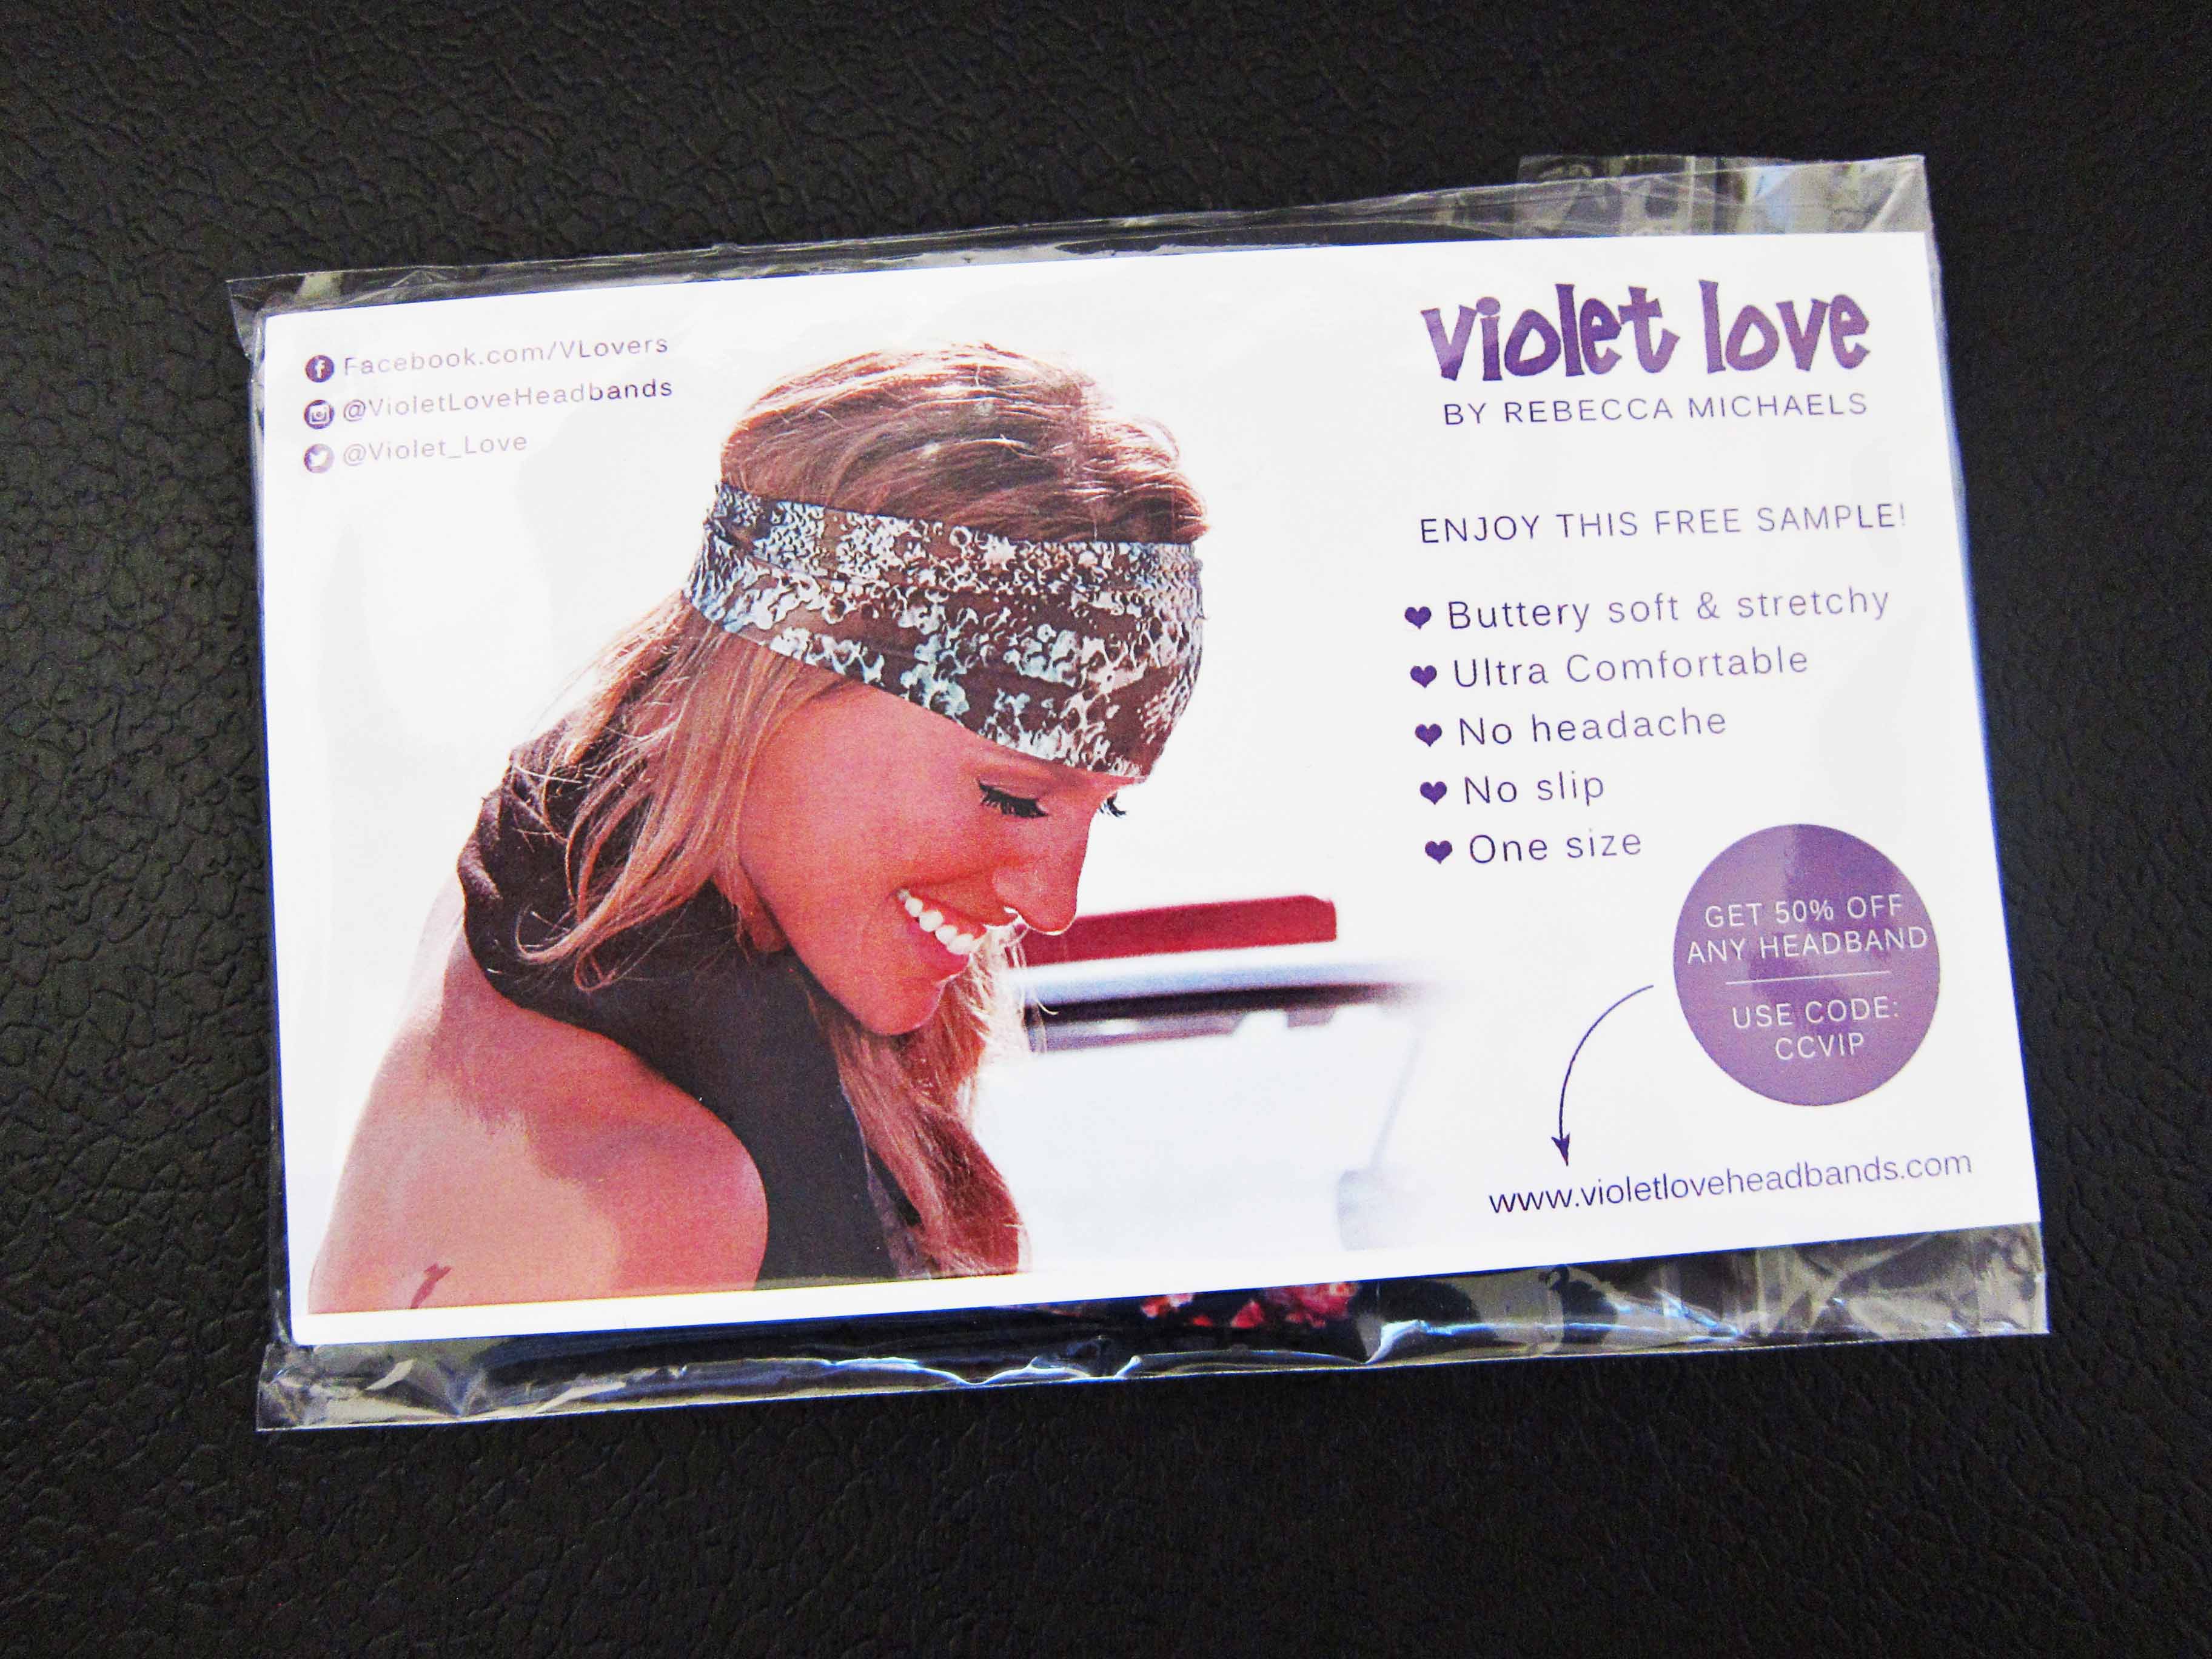 Facebook.com/VLovers
@VioletLoveHeadbands
@Violet_Love
violet love
BY REBECCA MICHAELS
ENJOY THIS FREE SAMPLE!
Buttery soft & stretchy
Ultra Comfortable
No headache
No slip
One size
GET 50% OFF
ANY HEADBAND
USE CODE:
CCVIP
www.violetloveheadbands.com